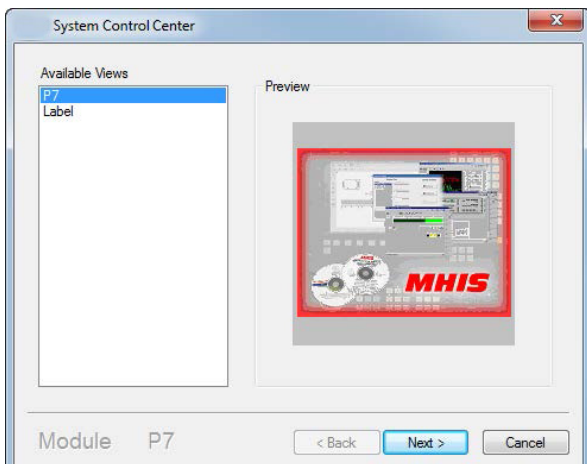 System Control Center
Available Views
P7
Label
Preview
MHIS
Module P7
< Back
Next >
Cancel